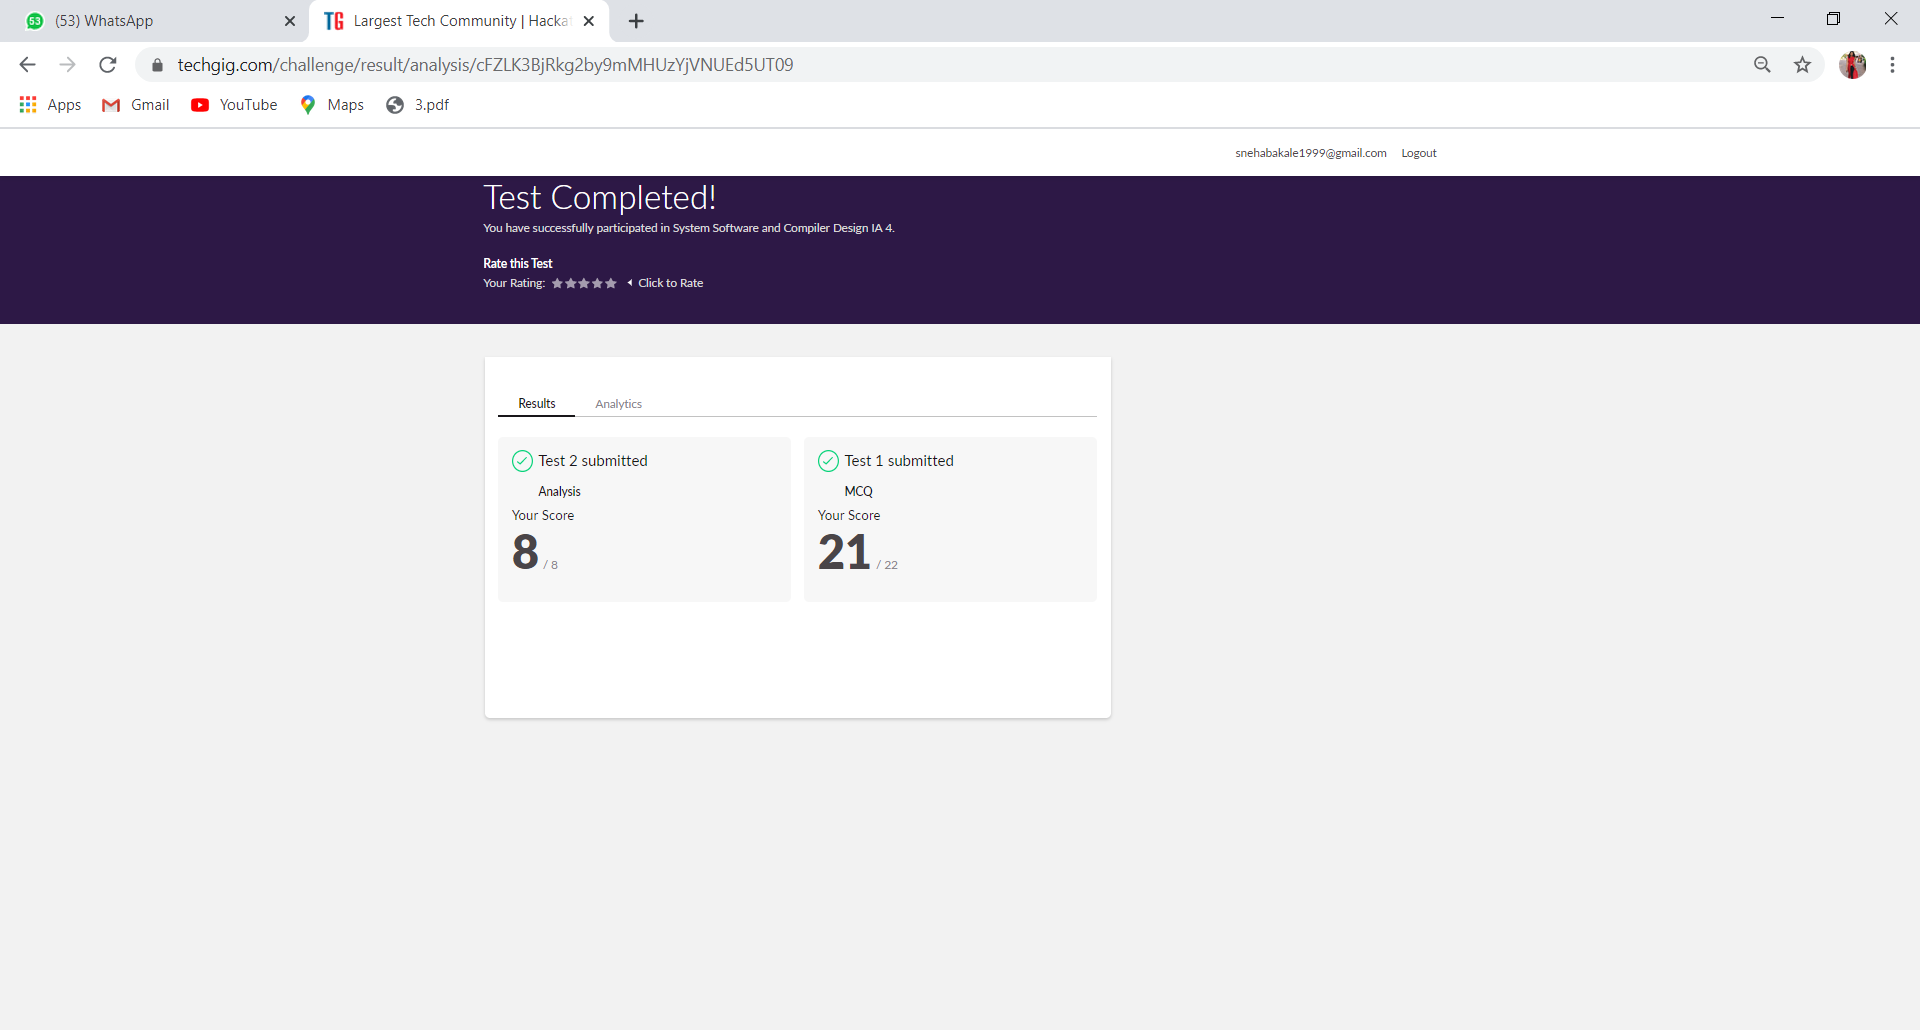 53 (53) WhatsApp
TG Largest Tech Community | Hacka
techgig.com/challenge/result/analysis/cFZLK3BjRkg2by9mMHUzYjVNUEd5UT09
Apps Gmail YouTube Maps 3.pdf
snehabakale1999@gmail.com Logout
Test Completed!
You have successfully participated in System Software and Compiler Design IA 4.
Rate this Test
Your Rating: Click to Rate
Results Analytics
Test 2 submitted
Analysis
Your Score
8 / 8
Test 1 submitted
MCQ
Your Score
21 / 22